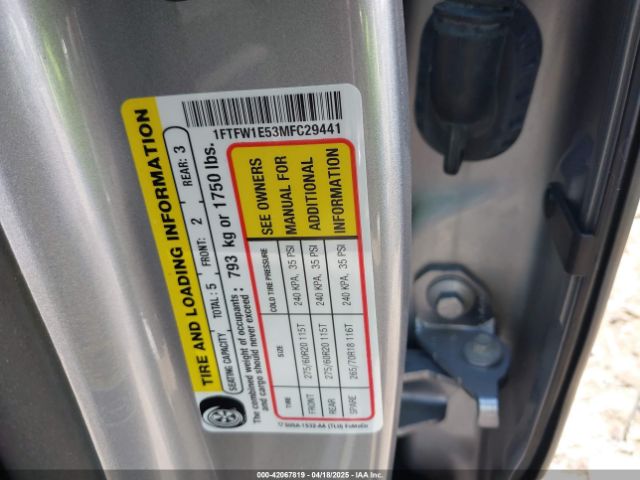 1FTFW1E53MFC29441
TIRE AND LOADING INFORMATION
SEATING CAPACITY TOTAL: 5 FRONT: 2 REAR: 3
The combined weight of occupants and cargo should never exceed : 793 kg or 1750 lbs.
TIRE SIZE COLD TIRE PRESSURE
FRONT 275/60R20 115T 240 KPA, 35 PSI
REAR 275/60R20 115T 240 KPA, 35 PSI
SPARE 265/70R18 116T 240 KPA, 35 PSI
SEE OWNERS
MANUAL FOR
ADDITIONAL
INFORMATION
000-42067819 - 04/18/2025 - IAA Inc.